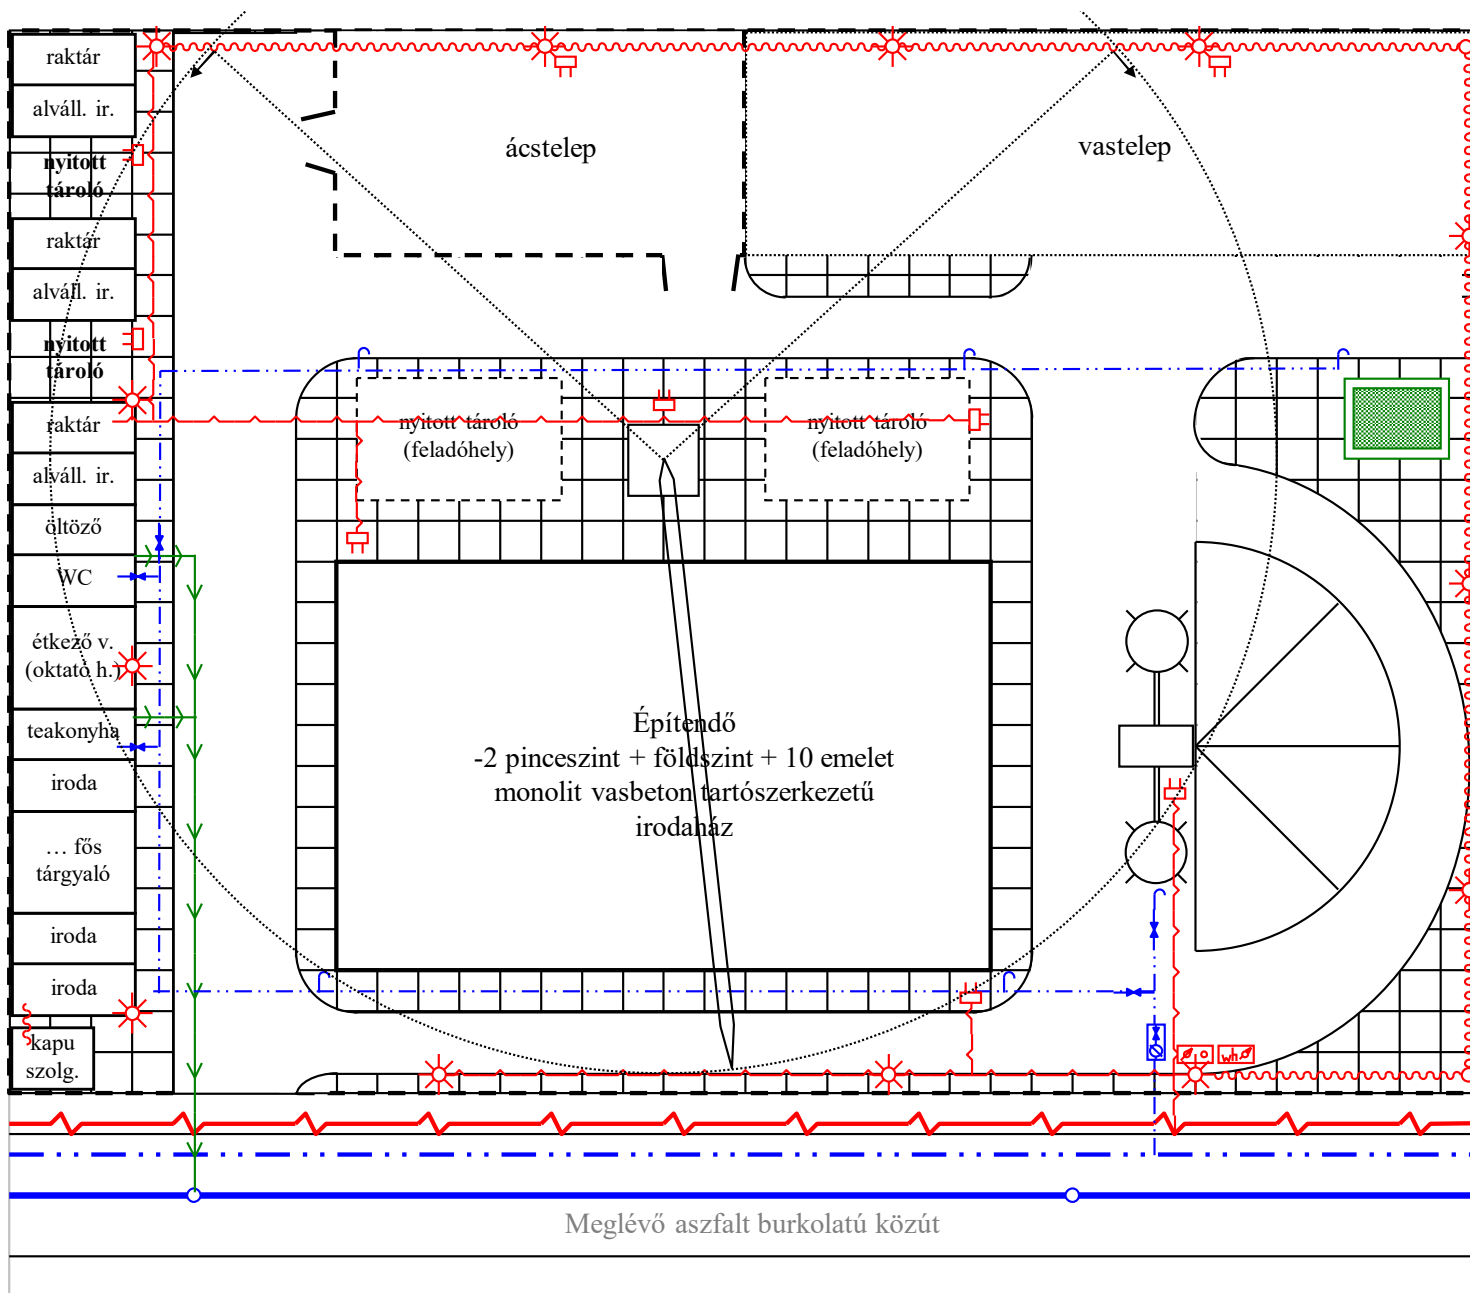 raktár
alváll. ir.
nyitott
tároló
raktár
alváll. ir.
nyitott
tároló
raktár
alváll. ir.
öltöző
WC
étkező v.
(oktató h.)
teakonyha
iroda
… fős
tárgyaló
iroda
iroda
kapu
szolg.
ácstelep
vastelep
nyitott tároló
(feladóhely)
nyitott tároló
(feladóhely)
Építendő
-2 pinceszint + földszint + 10 emelet
monolit vasbeton tartószerkezetű
irodaház
wh
Meglévő aszfalt burkolatú közút